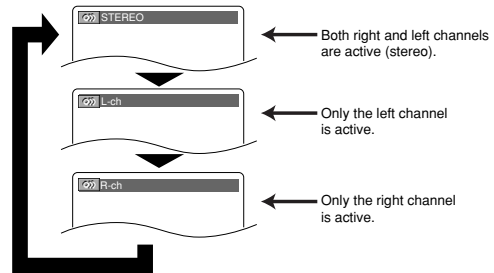 STEREO
Both right and left channels
are active (stereo).
L-ch
Only the left channel
is active.
R-ch
Only the right channel
is active.